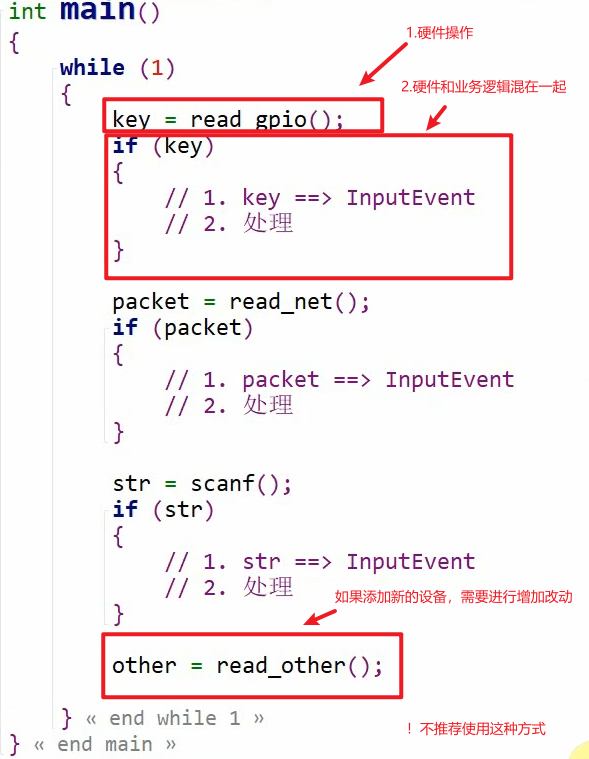 int main()
{
1.硬件操作
while (1)
{
2.硬件和业务逻辑混在一起
key = read_gpio();
if (key)
{
// 1. key ==> InputEvent
// 2. 处理
}
packet = read_net();
if (packet)
{
// 1. packet ==> InputEvent
// 2. 处理
}
str = scanf();
if (str)
{
// 1. str ==> InputEvent
// 2. 处理
}
如果添加新的设备，需要进行增加改动
other = read_other();
} « end while 1 »
！不推荐使用这种方式
} « end main »